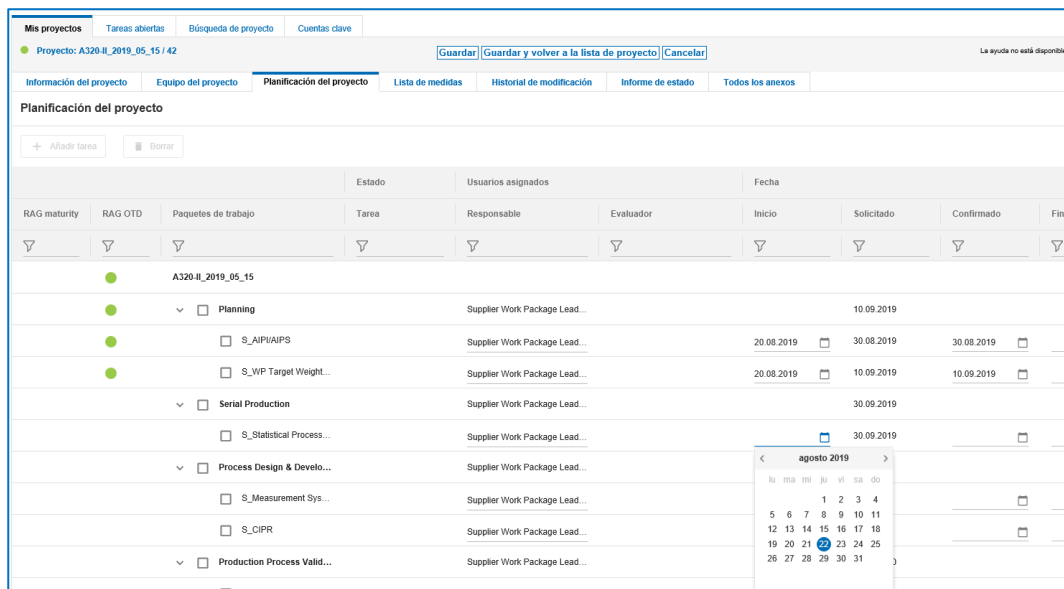 Mis proyectos Tareas abiertas Búsqueda de proyecto Cuentas clave
Proyecto: A320-II_2019_05_15 / 42 Guardar Guardar y volver a la lista de proyecto Cancelar La ayuda no está disponible
Información del proyecto Equipo del proyecto Planificación del proyecto Lista de medidas Historial de modificación Informe de estado Todos los anexos
Planificación del proyecto
+ Añadir tarea Borrar
Estado Usuarios asignados Fecha
RAG maturity RAG OTD Paquetes de trabajo Tarea Responsable Evaluador Inicio Solicitado Confirmado Fin
A320-II_2019_05_15
Planning Supplier Work Package Lead... 10.09.2019
S_AIPI/AIPS Supplier Work Package Lead... 20.08.2019 30.08.2019 30.08.2019
S_WP Target Weight... Supplier Work Package Lead... 20.08.2019 10.09.2019 10.09.2019
Serial Production Supplier Work Package Lead... 30.09.2019
S_Statistical Process... Supplier Work Package Lead... 30.09.2019
Process Design & Develo... Supplier Work Package Lead...
S_Measurement Sys... Supplier Work Package Lead...
S_CIPR Supplier Work Package Lead...
Production Process Valid... Supplier Work Package Lead...
agosto 2019
lu ma mi ju vi sa do
1 2 3 4
5 6 7 8 9 10 11
12 13 14 15 16 17 18
19 20 21 22 23 24 25
26 27 28 29 30 31